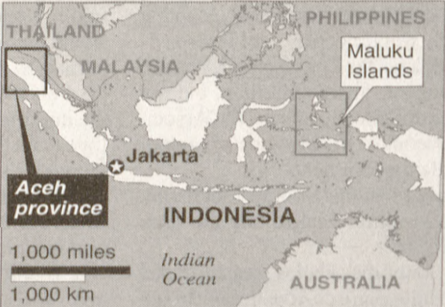 THAILAND
PHILIPPINES
MALAYSIA
Maluku
Islands
Jakarta
Aceh
province
INDONESIA
1,000 miles
Indian
Ocean
1,000 km
AUSTRALIA